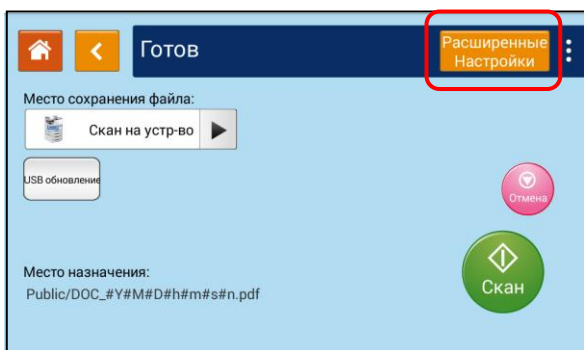 Готов
Расширенные
Настройки
Место сохранения файла:
Скан на устр-во
USB обновление
Отмена
Скан
Место назначения:
Public/DOC_#Y#M#D#h#m#s#n.pdf